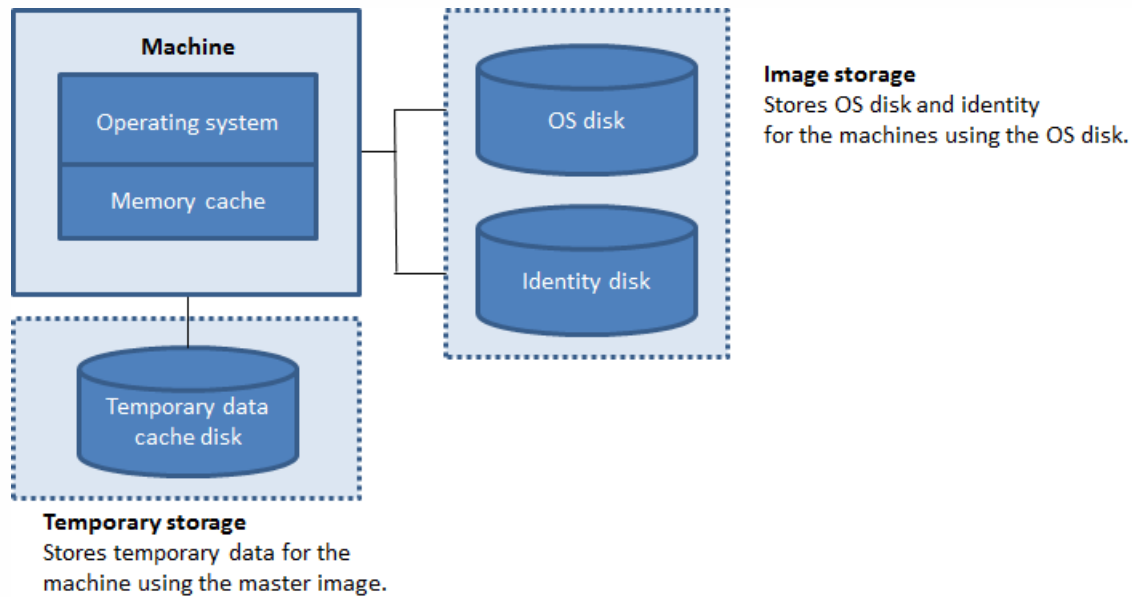 Machine
Operating system
Memory cache
OS disk
Identity disk
Image storage
Stores OS disk and identity
for the machines using the OS disk.
Temporary data
cache disk
Temporary storage
Stores temporary data for the
machine using the master image.